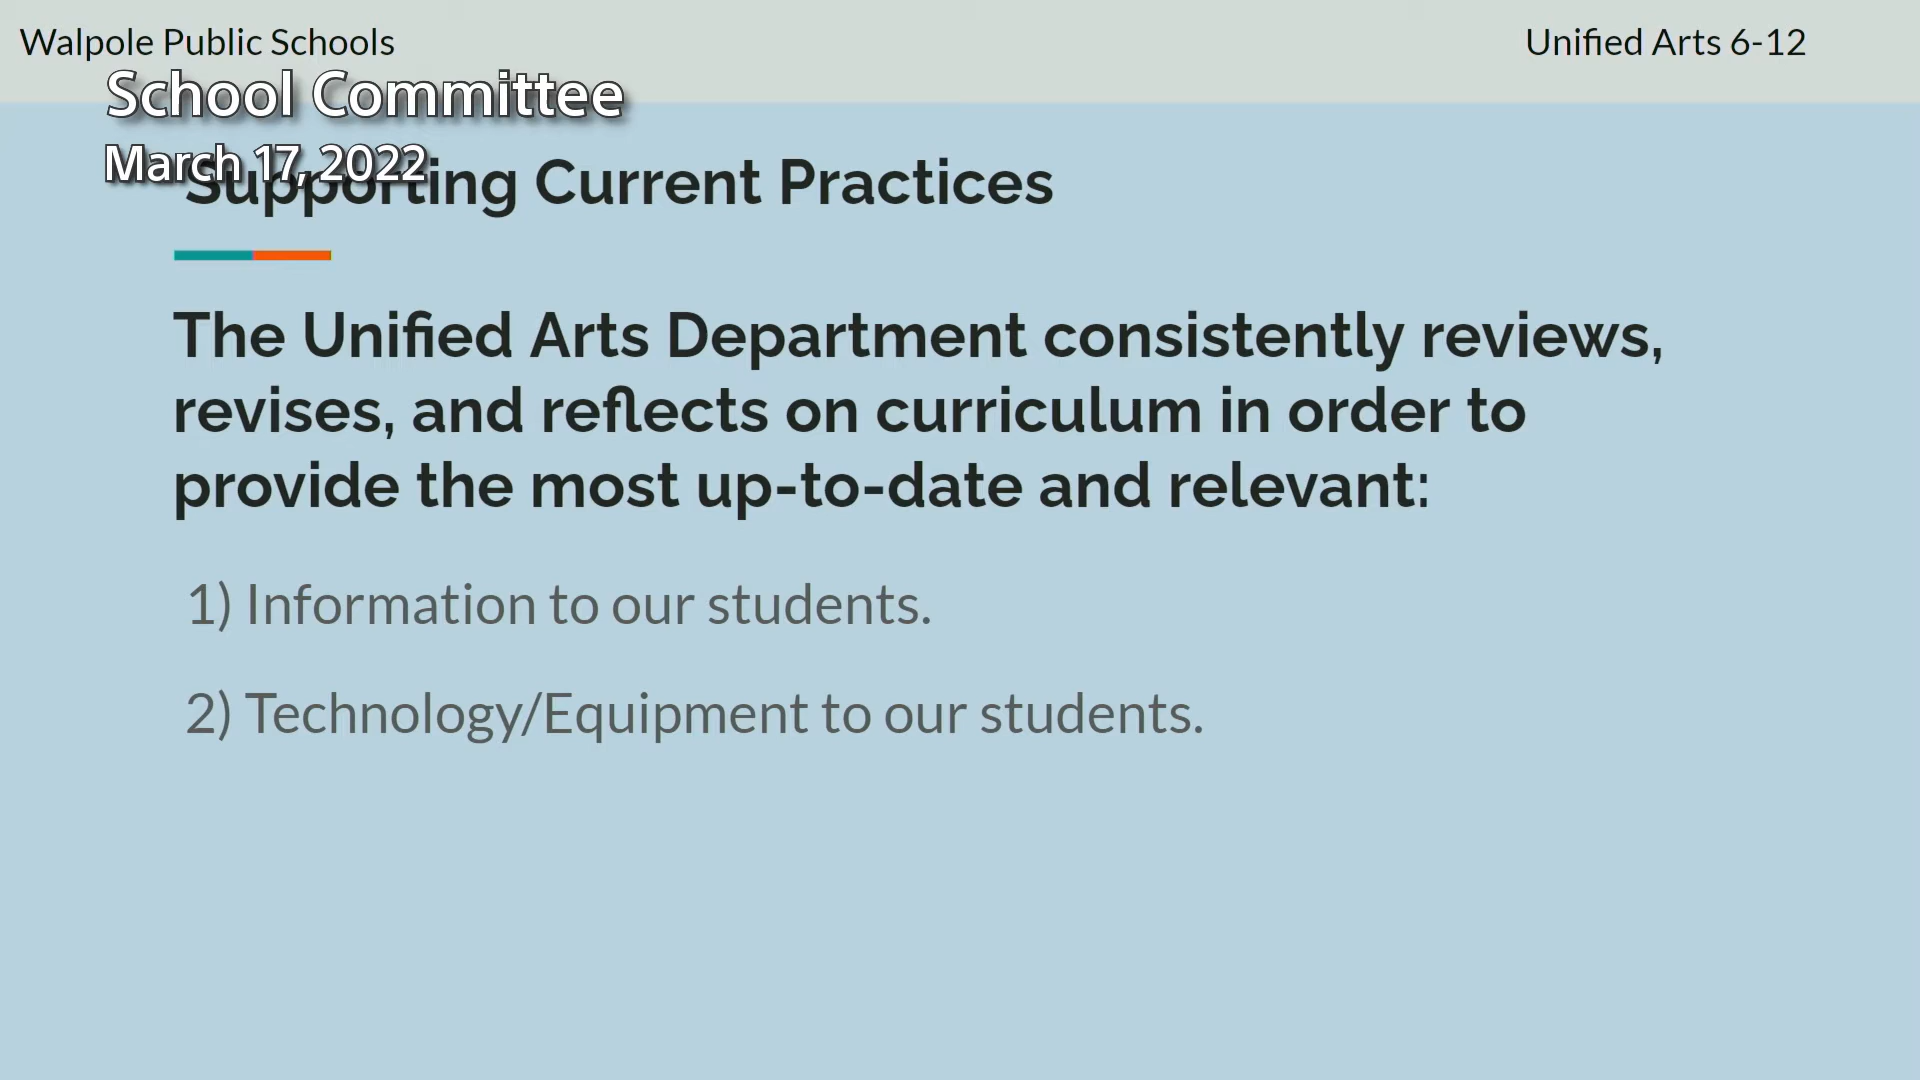 Walpole Public Schools
Unified Arts 6-12
School Committee
March 17, 2022
Supporting Current Practices
The Unified Arts Department consistently reviews,
revises, and reflects on curriculum in order to
provide the most up-to-date and relevant:
1) Information to our students.
2) Technology/Equipment to our students.